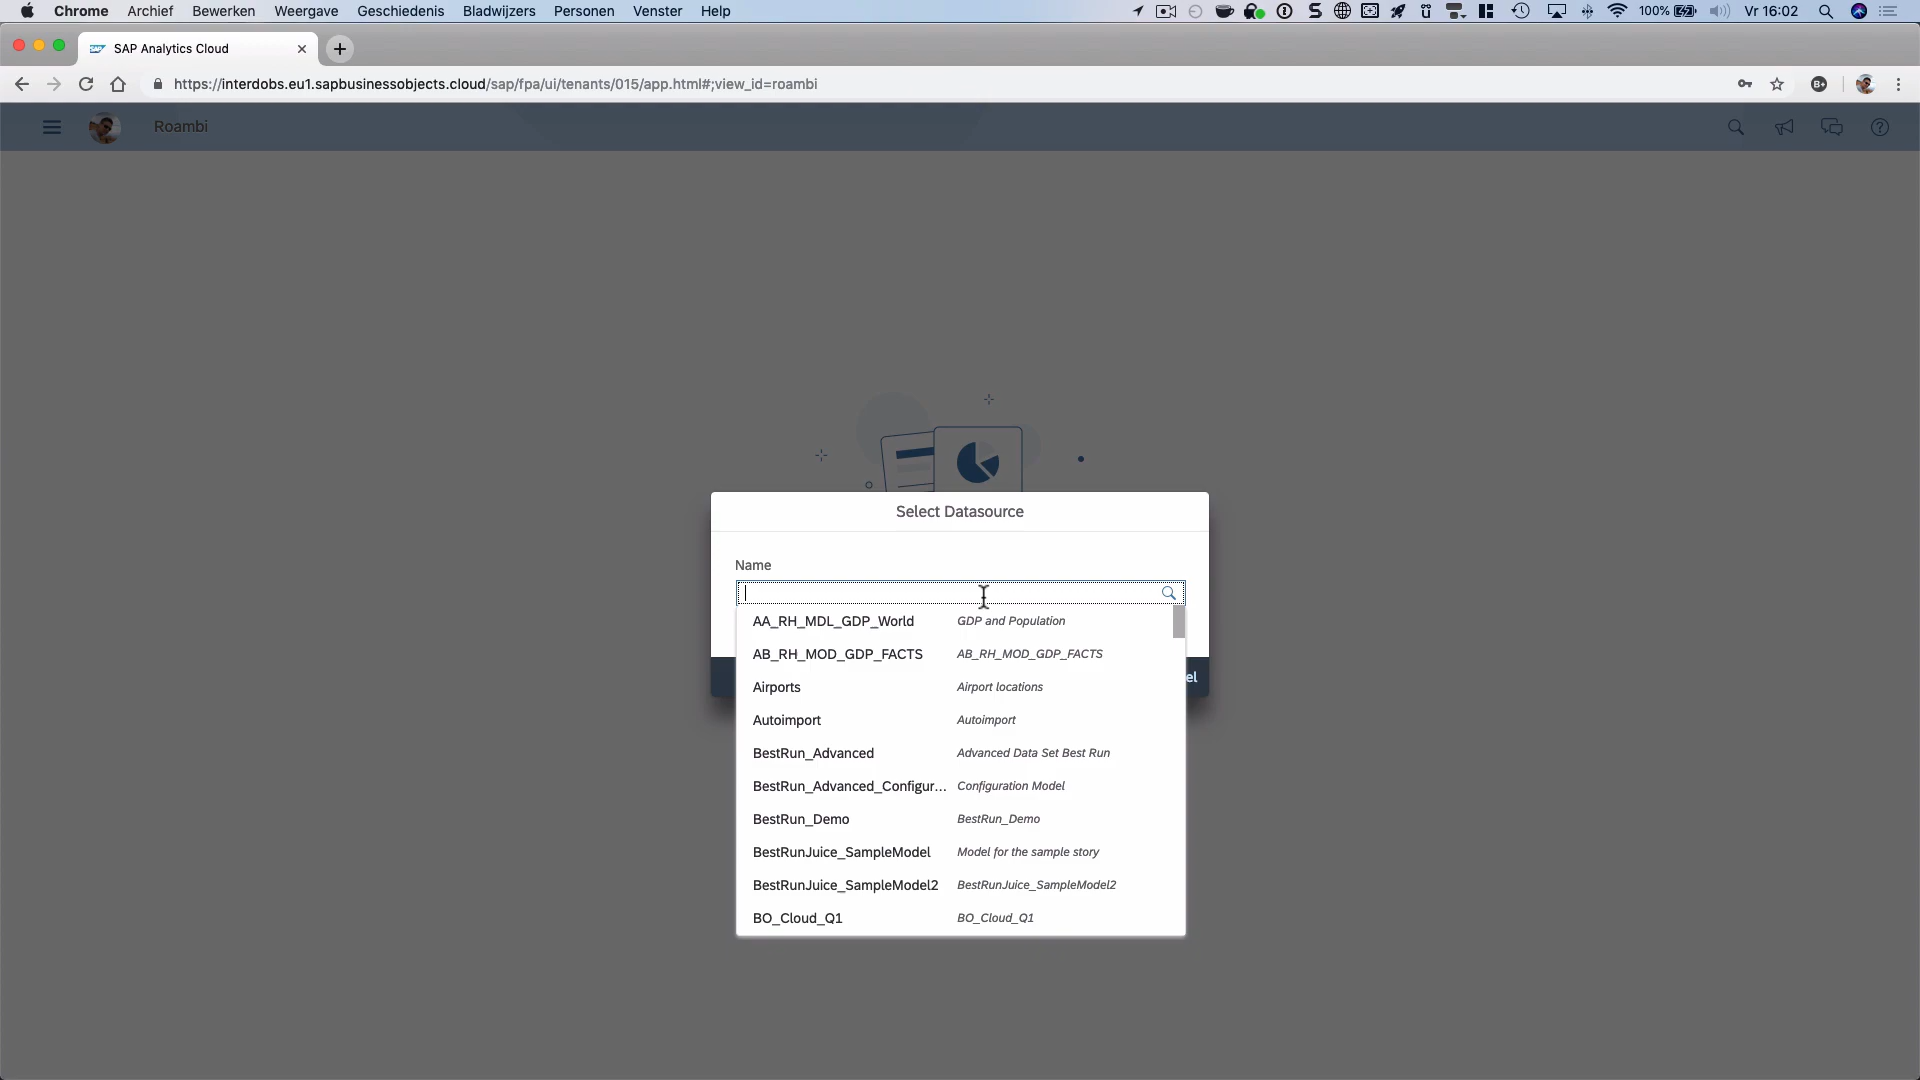 Chrome Archief Bewerken Weergave Geschiedenis Bladwijzers Personen Venster Help 100% Vr 16:02
SAP Analytics Cloud
https://interdobs.eu1.sapbusinessobjects.cloud/sap/fpa/ui/tenants/015/app.html#;view_id=roambi
Roambi
Select Datasource
Name
AA_RH_MDL_GDP_World GDP and Population
AB_RH_MOD_GDP_FACTS AB_RH_MOD_GDP_FACTS
el
Airports Airport locations
Autoimport Autoimport
BestRun_Advanced Advanced Data Set Best Run
BestRun_Advanced_Configur... Configuration Model
BestRun_Demo BestRun_Demo
BestRunJuice_SampleModel Model for the sample story
BestRunJuice_SampleModel2 BestRunJuice_SampleModel2
BO_Cloud_Q1 BO_Cloud_Q1